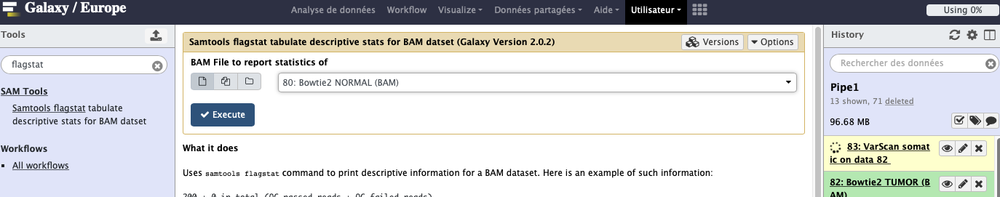 Galaxy / Europe
Analyse de données Workflow Visualize Données partagées Aide Utilisateur
Using 0%
Tools
flagstat
SAM Tools
Samtools flagstat tabulate
descriptive stats for BAM datset
Workflows
All workflows
Samtools flagstat tabulate descriptive stats for BAM datset (Galaxy Version 2.0.2)
Versions
Options
BAM File to report statistics of
80: Bowtie2 NORMAL (BAM)
Execute
What it does
Uses samtools flagstat command to print descriptive information for a BAM dataset. Here is an example of such information:
200 + 0 in total (QC-passed reads + QC-failed reads)
History
Rechercher des données
Pipe1
13 shown, 71 deleted
96.68 MB
83: VarScan somat
ic on data 82
82: Bowtie2 TUMOR (B
AM)